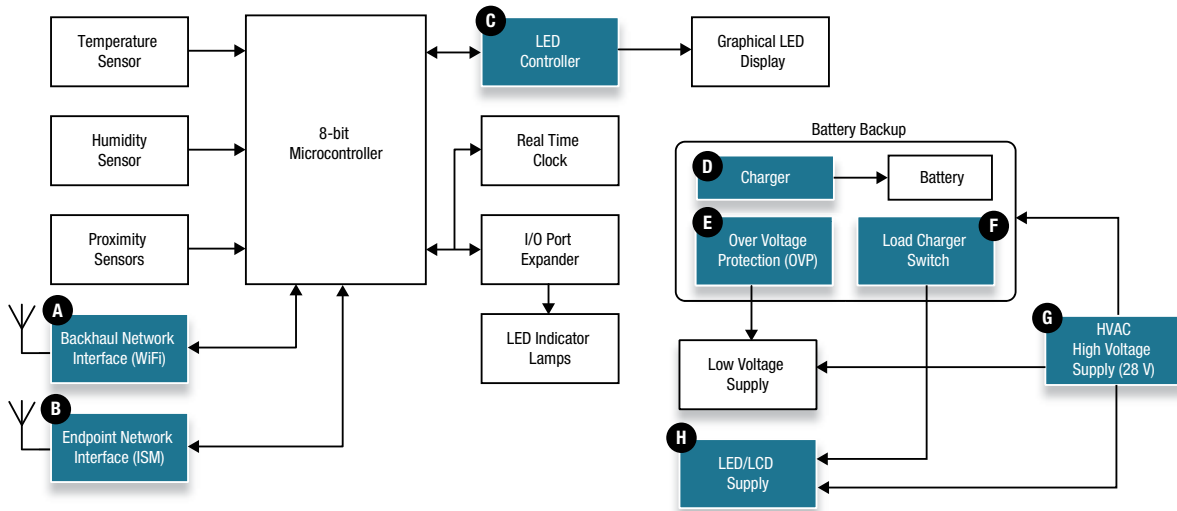 Temperature
Sensor
Humidity
Sensor
Proximity
Sensors
8-bit
Microcontroller
A
Backhaul Network
Interface (WiFi)
B
Endpoint Network
Interface (ISM)
C
LED
Controller
Graphical LED
Display
Real Time
Clock
I/O Port
Expander
LED Indicator
Lamps
Battery Backup
D
Charger
Battery
E
Over Voltage
Protection (OVP)
F
Load Charger
Switch
G
HVAC
High Voltage
Supply (28 V)
Low Voltage
Supply
H
LED/LCD
Supply